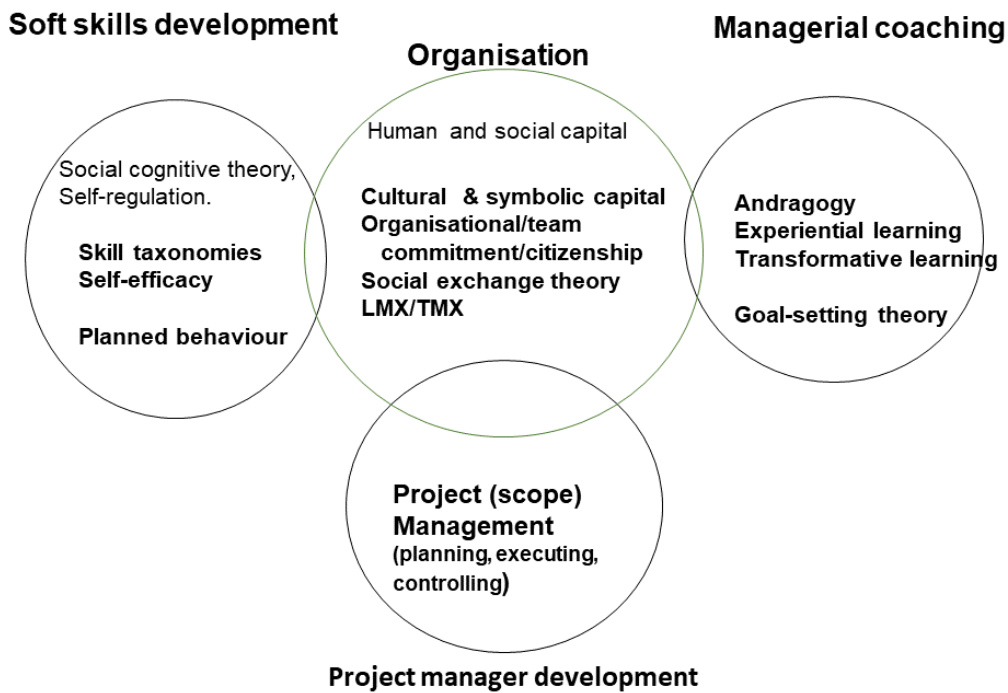 Soft skills development
Organisation
Managerial coaching
Social cognitive theory,
Self-regulation.
Skill taxonomies
Self-efficacy
Planned behaviour
Human and social capital
Cultural & symbolic capital
Organisational/team
commitment/citizenship
Social exchange theory
LMX/TMX
Andragogy
Experiential learning
Transformative learning
Goal-setting theory
Project (scope)
Management
(planning, executing,
controlling)
Project manager development